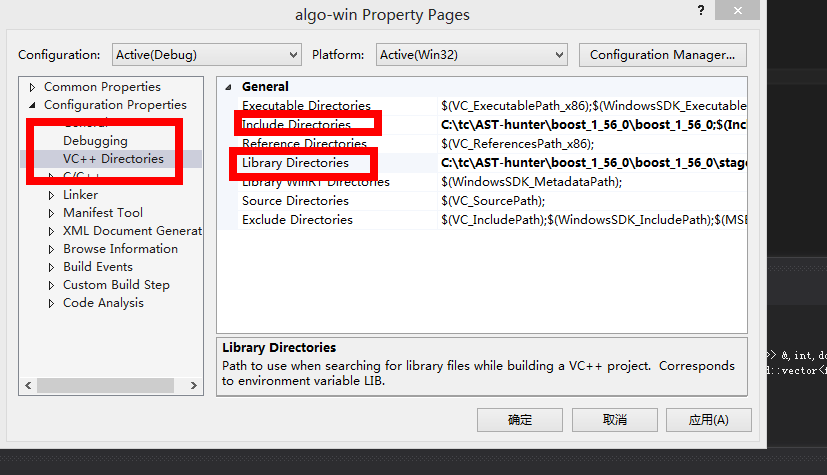 algo-win Property Pages
?
Configuration: Active(Debug) Platform: Active(Win32) Configuration Manager...
Common Properties
Configuration Properties
General
Debugging
VC++ Directories
C/C++
Linker
Manifest Tool
XML Document Generat
Browse Information
Build Events
Custom Build Step
Code Analysis
General
Executable Directories $(VC_ExecutablePath_x86);$(WindowsSDK_Executable
Include Directories C:\tc\AST-hunter\boost_1_56_0\boost_1_56_0;$(Inc
Reference Directories $(VC_ReferencesPath_x86);
Library Directories C:\tc\AST-hunter\boost_1_56_0\boost_1_56_0\stag
Library WinRT Directories $(WindowsSDK_MetadataPath);
Source Directories $(VC_SourcePath);
Exclude Directories $(VC_IncludePath);$(WindowsSDK_IncludePath);$(MSB
Library Directories
Path to use when searching for library files while building a VC++ project. Corresponds
to environment variable LIB.
确定 取消 应用(A)
>> &,int,do
d::vector<f